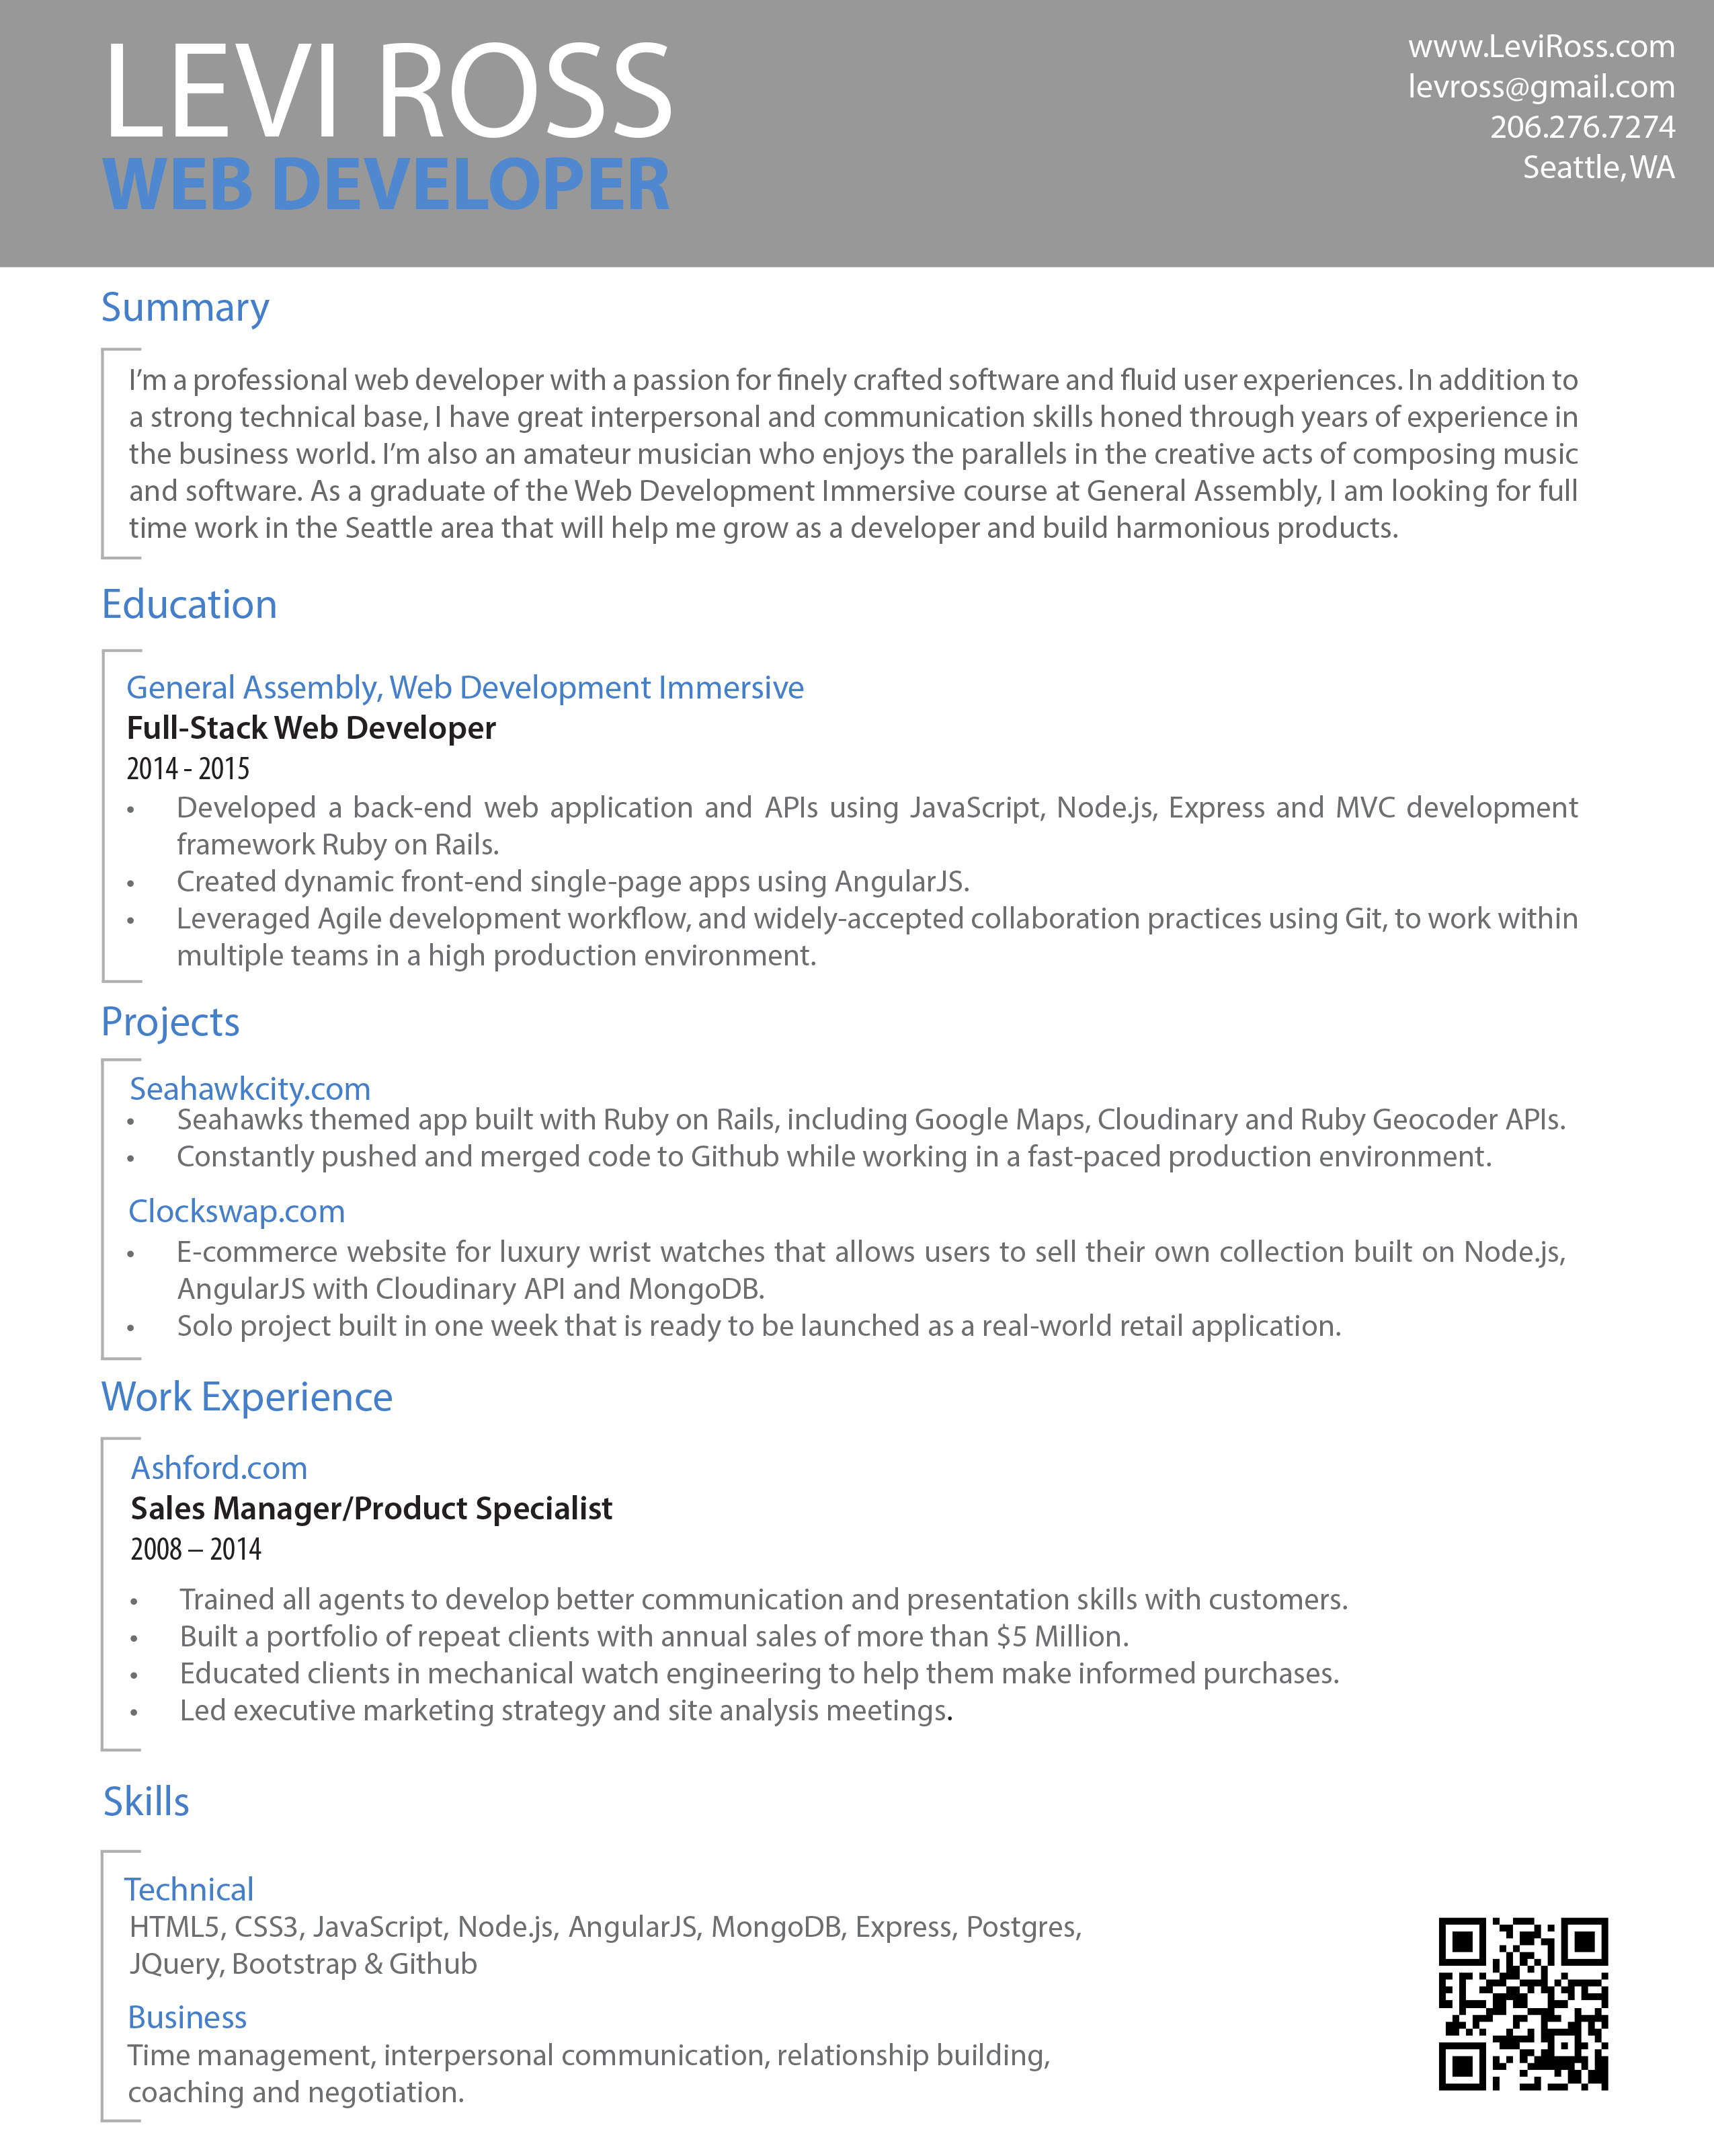 LEVI ROSS
WEB DEVELOPER
www.LeviRoss.com
levross@gmail.com
206.276.7274
Seattle, WA
Summary
I'm a professional web developer with a passion for finely crafted software and fluid user experiences. In addition to
a strong technical base, I have great interpersonal and communication skills honed through years of experience in
the business world. I'm also an amateur musician who enjoys the parallels in the creative acts of composing music
and software. As a graduate of the Web Development Immersive course at General Assembly, I am looking for full
time work in the Seattle area that will help me grow as a developer and build harmonious products.
Education
General Assembly, Web Development Immersive
Full-Stack Web Developer
2014 - 2015
• Developed a back-end web application and APIs using JavaScript, Node.js, Express and MVC development
framework Ruby on Rails.
• Created dynamic front-end single-page apps using AngularJS.
• Leveraged Agile development workflow, and widely-accepted collaboration practices using Git, to work within
multiple teams in a high production environment.
Projects
Seahawkcity.com
• Seahawks themed app built with Ruby on Rails, including Google Maps, Cloudinary and Ruby Geocoder APIs.
• Constantly pushed and merged code to Github while working in a fast-paced production environment.
Clockswap.com
• E-commerce website for luxury wrist watches that allows users to sell their own collection built on Node.js,
AngularJS with Cloudinary API and MongoDB.
• Solo project built in one week that is ready to be launched as a real-world retail application.
Work Experience
Ashford.com
Sales Manager/Product Specialist
2008 – 2014
• Trained all agents to develop better communication and presentation skills with customers.
• Built a portfolio of repeat clients with annual sales of more than $5 Million.
• Educated clients in mechanical watch engineering to help them make informed purchases.
• Led executive marketing strategy and site analysis meetings.
Skills
Technical
HTML5, CSS3, JavaScript, Node.js, AngularJS, MongoDB, Express, Postgres,
JQuery, Bootstrap & Github
Business
Time management, interpersonal communication, relationship building,
coaching and negotiation.